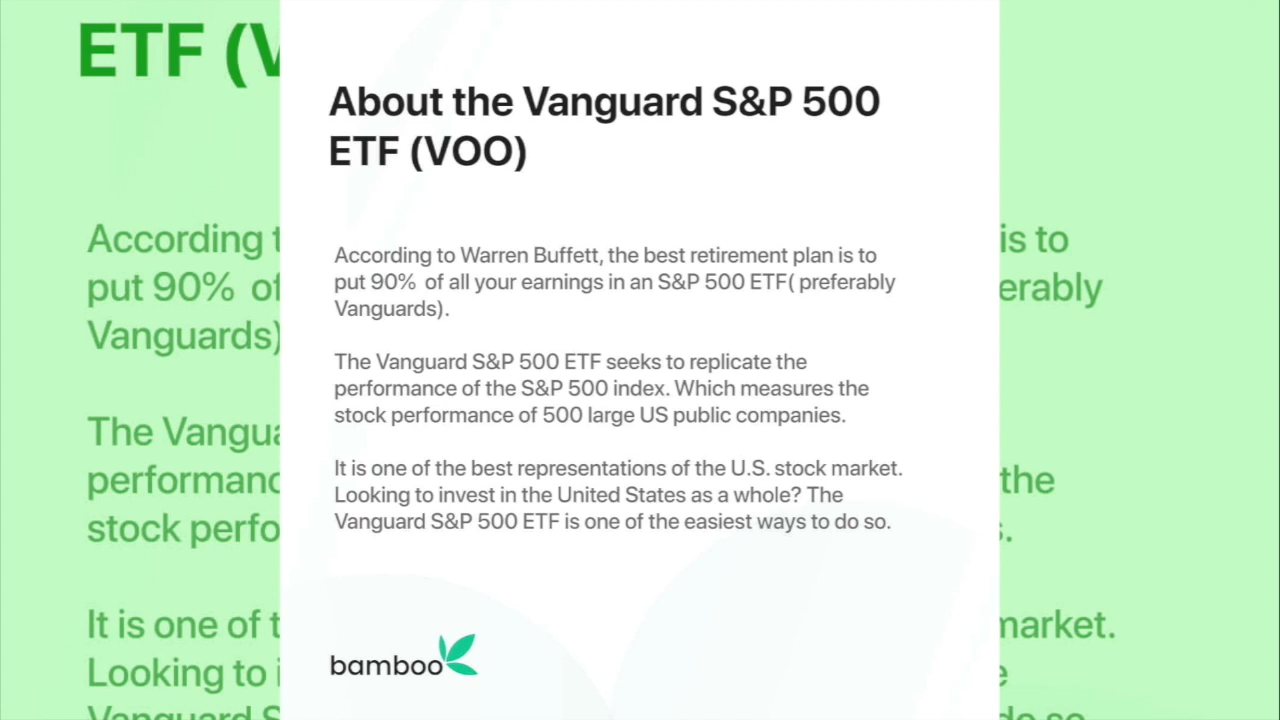 About the Vanguard S&P 500
ETF (VOO)
According to Warren Buffett, the best retirement plan is to
put 90% of all your earnings in an S&P 500 ETF( preferably
Vanguards).
The Vanguard S&P 500 ETF seeks to replicate the
performance of the S&P 500 index. Which measures the
stock performance of 500 large US public companies.
It is one of the best representations of the U.S. stock market.
Looking to invest in the United States as a whole? The
Vanguard S&P 500 ETF is one of the easiest ways to do so.
bamboo
ETF (V
According t
is to
put 90% of
erably
Vanguards)
The Vangua
performanc
the
stock perfo
s.
It is one of t
market.
Looking to i
e
Vanguard S
do so